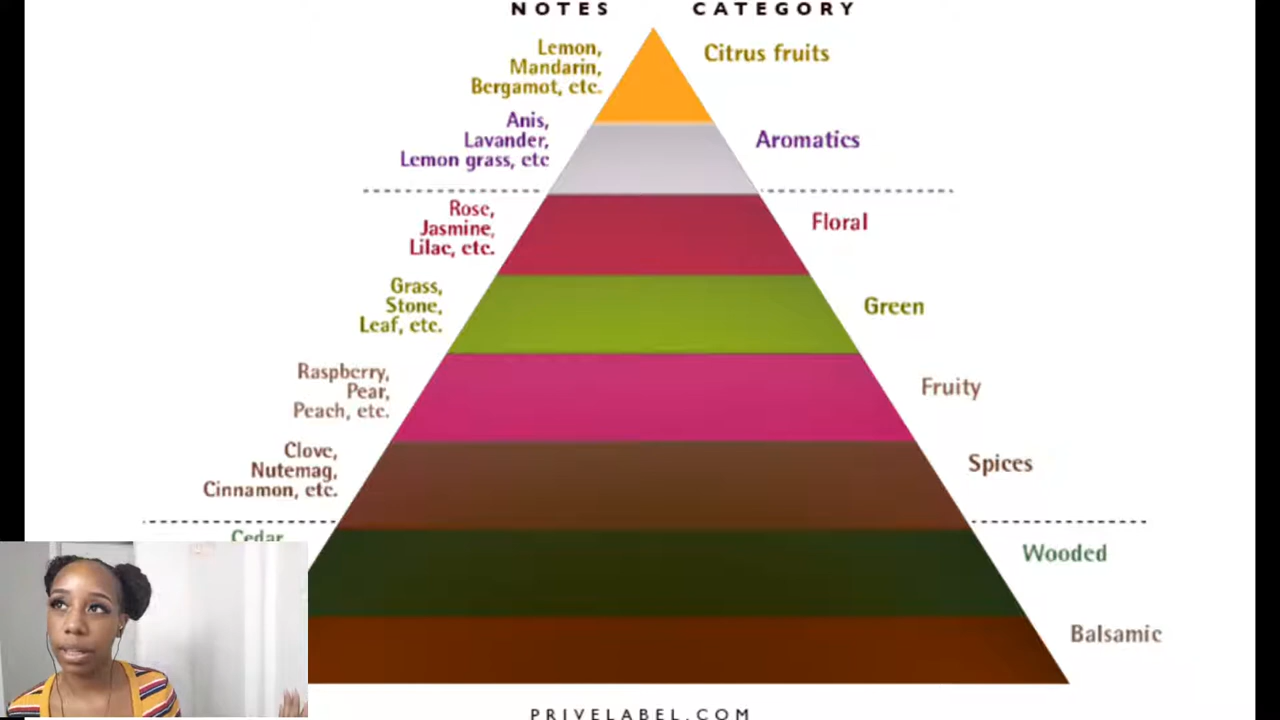 NOTES
CATEGORY
Lemon,
Mandarin,
Bergamot, etc.
Citrus fruits
Anis,
Lavander,
Lemon grass, etc
Aromatics
Rose,
Jasmine,
Lilac, etc.
Floral
Grass,
Stone,
Leaf, etc.
Green
Raspberry,
Pear,
Peach, etc.
Fruity
Clove,
Nutemag,
Cinnamon, etc.
Spices
Cedar
Wooded
Balsamic
PRIVELABEL.COM